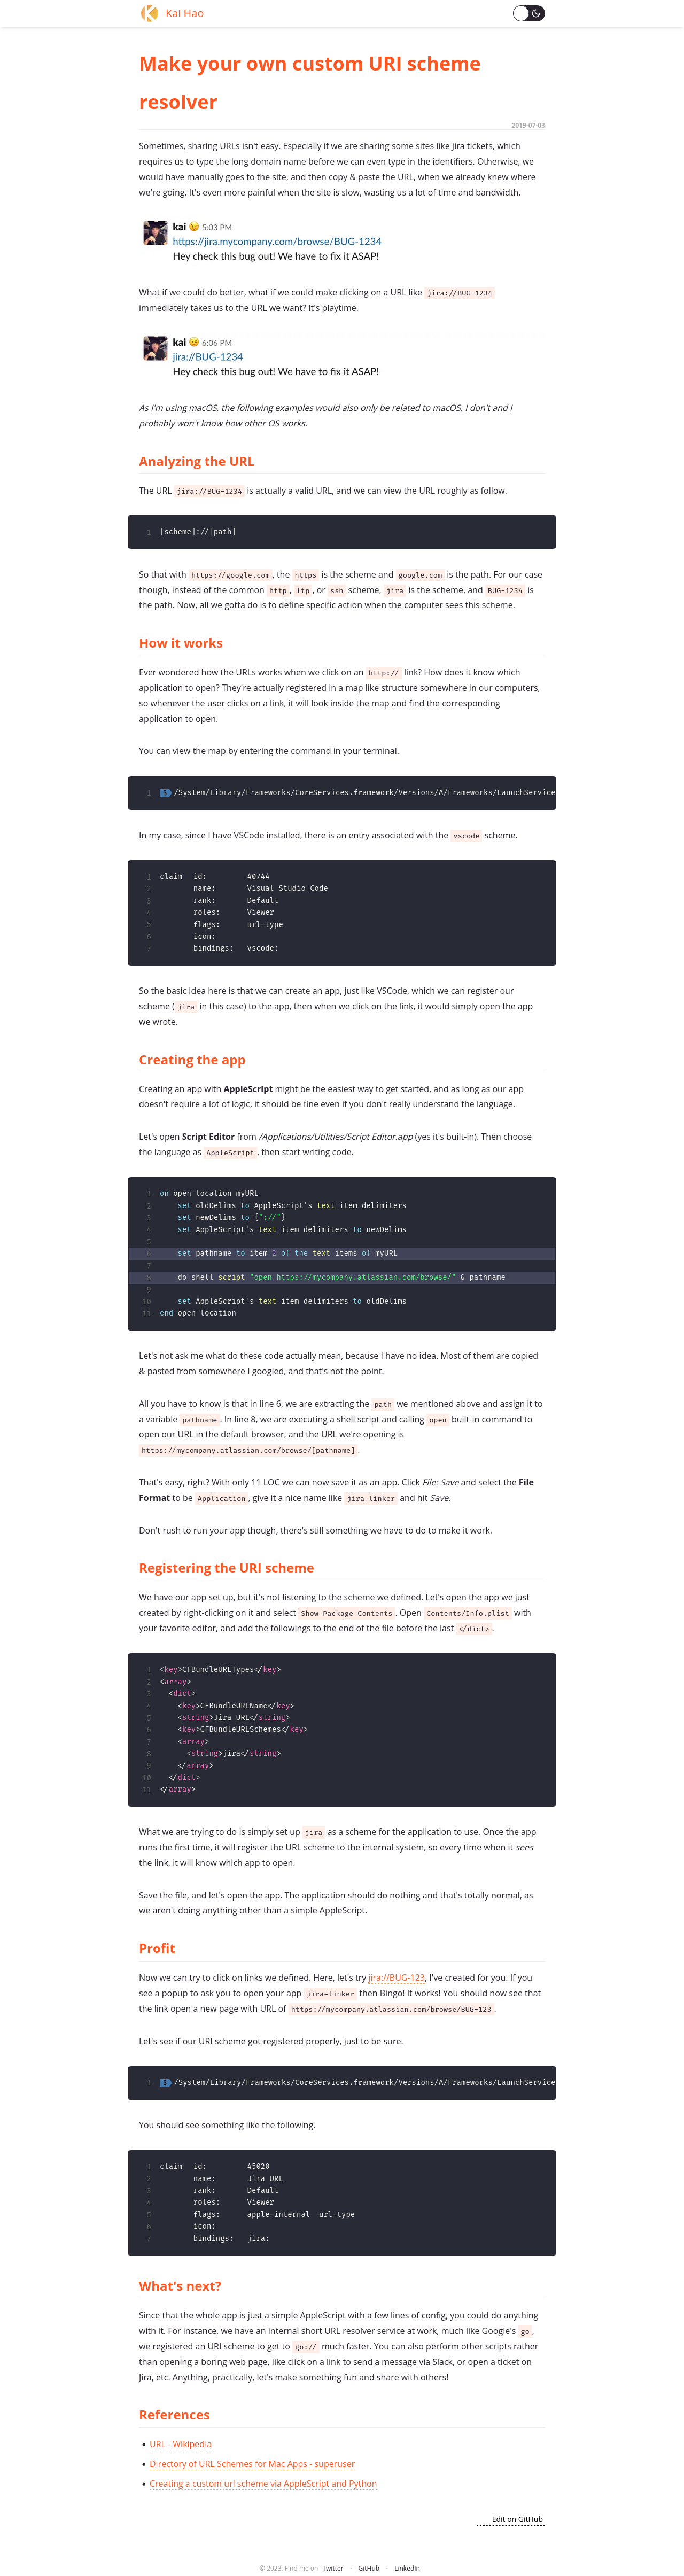 Kai Hao
Make your own custom URI scheme
resolver
2019-07-03
Sometimes, sharing URLs isn't easy. Especially if we are sharing some sites like Jira tickets, which
requires us to type the long domain name before we can even type in the identifiers. Otherwise, we
would have manually goes to the site, and then copy & paste the URL, when we already knew where
we're going. It's even more painful when the site is slow, wasting us a lot of time and bandwidth.
kai 😉 5:03 PM
https://jira.mycompany.com/browse/BUG-1234
Hey check this bug out! We have to fix it ASAP!
What if we could do better, what if we could make clicking on a URL like jira://BUG-1234
immediately takes us to the URL we want? It's playtime.
kai 😉 6:06 PM
jira://BUG-1234
Hey check this bug out! We have to fix it ASAP!
As I'm using macOS, the following examples would also only be related to macOS, I don't and I
probably won't know how other OS works.
Analyzing the URL
The URL jira://BUG-1234 is actually a valid URL, and we can view the URL roughly as follow.
1 [scheme]://[path]
So that with https://google.com, the https is the scheme and google.com is the path. For our case
though, instead of the common http, ftp, or ssh scheme, jira is the scheme, and BUG-1234 is
the path. Now, all we gotta do is to define specific action when the computer sees this scheme.
How it works
Ever wondered how the URLs works when we click on an http:// link? How does it know which
application to open? They're actually registered in a map like structure somewhere in our computers,
so whenever the user clicks on a link, it will look inside the map and find the corresponding
application to open.
You can view the map by entering the command in your terminal.
1 $ /System/Library/Frameworks/CoreServices.framework/Versions/A/Frameworks/LaunchService
In my case, since I have VSCode installed, there is an entry associated with the vscode scheme.
1 claim id: 40744
2 name: Visual Studio Code
3 rank: Default
4 roles: Viewer
5 flags: url-type
6 icon:
7 bindings: vscode:
So the basic idea here is that we can create an app, just like VSCode, which we can register our
scheme (jira in this case) to the app, then when we click on the link, it would simply open the app
we wrote.
Creating the app
Creating an app with AppleScript might be the easiest way to get started, and as long as our app
doesn't require a lot of logic, it should be fine even if you don't really understand the language.
Let's open Script Editor from /Applications/Utilities/Script Editor.app (yes it's built-in). Then choose
the language as AppleScript, then start writing code.
1 on open location myURL
2 set oldDelims to AppleScript's text item delimiters
3 set newDelims to {"://"}
4 set AppleScript's text item delimiters to newDelims
5
6 set pathname to item 2 of the text items of myURL
7
8 do shell script "open https://mycompany.atlassian.com/browse/" & pathname
9
10 set AppleScript's text item delimiters to oldDelims
11 end open location
Let's not ask me what do these code actually mean, because I have no idea. Most of them are copied
& pasted from somewhere I googled, and that's not the point.
All you have to know is that in line 6, we are extracting the path we mentioned above and assign it to
a variable pathname. In line 8, we are executing a shell script and calling open built-in command to
open our URL in the default browser, and the URL we're opening is
https://mycompany.atlassian.com/browse/[pathname].
That's easy, right? With only 11 LOC we can now save it as an app. Click File: Save and select the File
Format to be Application, give it a nice name like jira-linker and hit Save.
Don't rush to run your app though, there's still something we have to do to make it work.
Registering the URI scheme
We have our app set up, but it's not listening to the scheme we defined. Let's open the app we just
created by right-clicking on it and select Show Package Contents. Open Contents/Info.plist with
your favorite editor, and add the followings to the end of the file before the last </dict>.
1 <key>CFBundleURLTypes</key>
2 <array>
3 <dict>
4 <key>CFBundleURLName</key>
5 <string>Jira URL</string>
6 <key>CFBundleURLSchemes</key>
7 <array>
8 <string>jira</string>
9 </array>
10 </dict>
11 </array>
What we are trying to do is simply set up jira as a scheme for the application to use. Once the app
runs the first time, it will register the URL scheme to the internal system, so every time when it sees
the link, it will know which app to open.
Save the file, and let's open the app. The application should do nothing and that's totally normal, as
we aren't doing anything other than a simple AppleScript.
Profit
Now we can try to click on links we defined. Here, let's try jira://BUG-123, I've created for you. If you
see a popup to ask you to open your app jira-linker then Bingo! It works! You should now see that
the link open a new page with URL of https://mycompany.atlassian.com/browse/BUG-123.
Let's see if our URI scheme got registered properly, just to be sure.
1 $ /System/Library/Frameworks/CoreServices.framework/Versions/A/Frameworks/LaunchService
You should see something like the following.
1 claim id: 45020
2 name: Jira URL
3 rank: Default
4 roles: Viewer
5 flags: apple-internal url-type
6 icon:
7 bindings: jira:
What's next?
Since that the whole app is just a simple AppleScript with a few lines of config, you could do anything
with it. For instance, we have an internal short URL resolver service at work, much like Google's go,
we registered an URI scheme to get to go:// much faster. You can also perform other scripts rather
than opening a boring web page, like click on a link to send a message via Slack, or open a ticket on
Jira, etc. Anything, practically, let's make something fun and share with others!
References
• URL - Wikipedia
• Directory of URL Schemes for Mac Apps - superuser
• Creating a custom url scheme via AppleScript and Python
Edit on GitHub
© 2023, Find me on Twitter - GitHub - LinkedIn